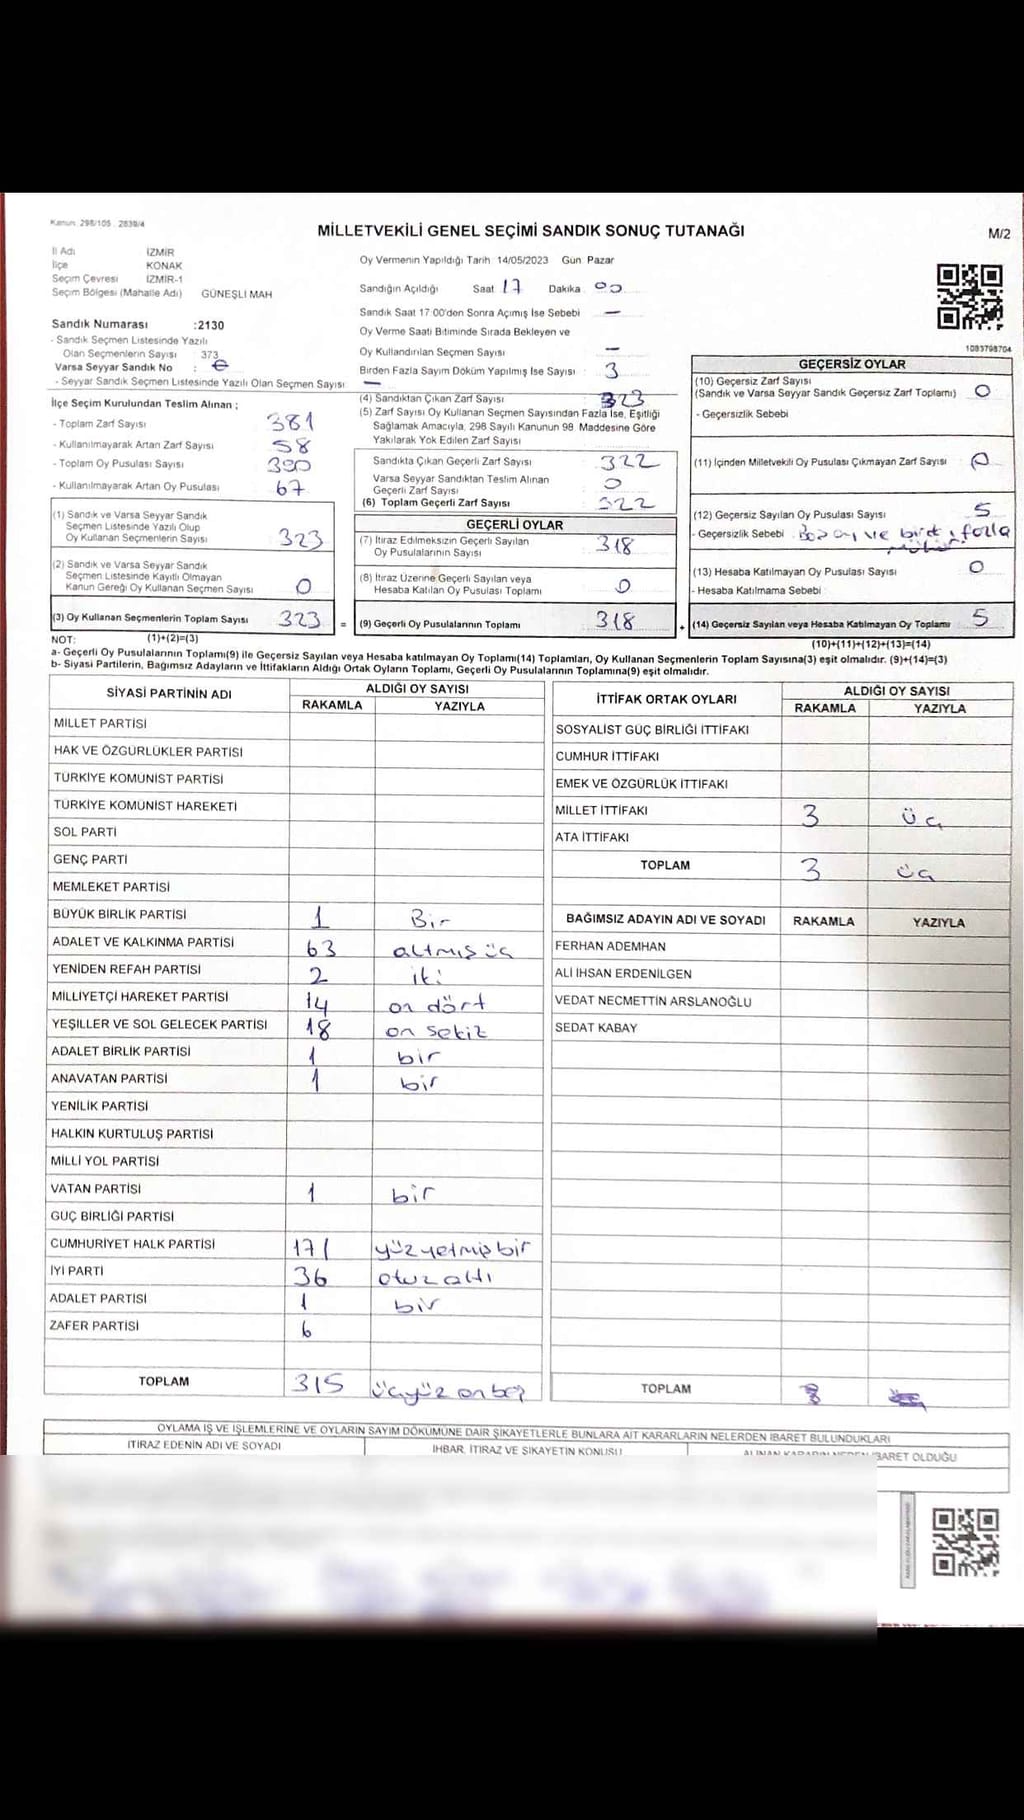 Kanun 298/105 . 2839/4
MİLLETVEKİLİ GENEL SEÇİMİ SANDIK SONUÇ TUTANAĞI
M/2
İl Adı İZMİR
İlçe KONAK
Seçim Çevresi İZMİR-1
Seçim Bölgesi (Mahalle Adı) GÜNEŞLİ MAH
Sandık Numarası :2130
- Sandık Seçmen Listesinde Yazılı
Olan Seçmenlerin Sayısı 373
Varsa Seyyar Sandık No :
- Seyyar Sandık Seçmen Listesinde Yazılı Olan Seçmen Sayısı —
İlçe Seçim Kurulundan Teslim Alınan ;
- Toplam Zarf Sayısı 381
- Kullanılmayarak Artan Zarf Sayısı 58
- Toplam Oy Pusulası Sayısı 390
- Kullanılmayarak Artan Oy Pusulası 67
(1) Sandık ve Varsa Seyyar Sandık
Seçmen Listesinde Yazılı Olup
Oy Kullanan Seçmenlerin Sayısı 323
(2) Sandık ve Varsa Seyyar Sandık
Seçmen Listesinde Kayıtlı Olmayan
Kanun Gereği Oy Kullanan Seçmen Sayısı 0
(3) Oy Kullanan Seçmenlerin Toplam Sayısı 323 =
Oy Vermenin Yapıldığı Tarih 14/05/2023 Gün Pazar
Sandığın Açıldığı Saat 17 Dakika 00
Sandık Saat 17:00'den Sonra Açımış İse Sebebi —
Oy Verme Saati Bitiminde Sırada Bekleyen ve
Oy Kullandırılan Seçmen Sayısı —
Birden Fazla Sayım Döküm Yapılmış İse Sayısı : 3
(4) Sandıktan Çıkan Zarf Sayısı 323
(5) Zarf Sayısı Oy Kullanan Seçmen Sayısından Fazla İse, Eşitliği
Sağlamak Amacıyla, 298 Sayılı Kanunun 98 Maddesine Göre
Yakılarak Yok Edilen Zarf Sayısı
Sandıkta Çıkan Geçerli Zarf Sayısı 322
Varsa Seyyar Sandıktan Teslim Alınan
Geçerli Zarf Sayısı 0
(6) Toplam Geçerli Zarf Sayısı 322
GEÇERLİ OYLAR
(7) İtiraz Edilmeksizin Geçerli Sayılan
Oy Pusulalarının Sayısı 318
(8) İtiraz Üzerine Geçerli Sayılan veya
Hesaba Katılan Oy Pusulası Toplamı 0
(9) Geçerli Oy Pusulalarının Toplamı 318 +
1083798704
GEÇERSİZ OYLAR
(10) Geçersiz Zarf Sayısı
(Sandık ve Varsa Seyyar Sandık Geçersiz Zarf Toplamı) 0
- Geçersizlik Sebebi
(11) İçinden Milletvekili Oy Pusulası Çıkmayan Zarf Sayısı 0
(12) Geçersiz Sayılan Oy Pusulası Sayısı 5
- Geçersizlik Sebebi Boş oy ve fazla
(13) Hesaba Katılmayan Oy Pusulası Sayısı 0
- Hesaba Katılmama Sebebi
(14) Geçersiz Sayılan veya Hesaba Katılmayan Oy Toplamı 5
NOT: (1)+(2)=(3) (10)+(11)+(12)+(13)=(14)
a- Geçerli Oy Pusulalarının Toplamı(9) ile Geçersiz Sayılan veya Hesaba katılmayan Oy Toplamı(14) Toplamları, Oy Kullanan Seçmenlerin Toplam Sayısına(3) eşit olmalıdır. (9)+(14)=(3)
b- Siyasi Partilerin, Bağımsız Adayların ve İttifakların Aldığı Ortak Oyların Toplamı, Geçerli Oy Pusulalarının Toplamına(9) eşit olmalıdır.
SİYASİ PARTİNİN ADI ALDIĞI OY SAYISI
RAKAMLA YAZIYLA
MİLLET PARTİSİ
HAK VE ÖZGÜRLÜKLER PARTİSİ
TÜRKİYE KOMÜNİST PARTİSİ
TÜRKİYE KOMÜNİST HAREKETİ
SOL PARTİ
GENÇ PARTİ
MEMLEKET PARTİSİ
BÜYÜK BİRLİK PARTİSİ 1 Bir
ADALET VE KALKINMA PARTİSİ 63 altmış üç
YENİDEN REFAH PARTİSİ 2 iki
MİLLİYETÇİ HAREKET PARTİSİ 14 on dört
YEŞİLLER VE SOL GELECEK PARTİSİ 18 on sekiz
ADALET BİRLİK PARTİSİ 1 bir
ANAVATAN PARTİSİ 1 bir
YENİLİK PARTİSİ
HALKIN KURTULUŞ PARTİSİ
MİLLİ YOL PARTİSİ
VATAN PARTİSİ 1 bir
GÜÇ BİRLİĞİ PARTİSİ
CUMHURİYET HALK PARTİSİ 171 yüzyetmişbir
İYİ PARTİ 36 otuzaltı
ADALET PARTİSİ 1 bir
ZAFER PARTİSİ 6
TOPLAM 315 üçyüz onbeş
İTTİFAK ORTAK OYLARI ALDIĞI OY SAYISI
RAKAMLA YAZIYLA
SOSYALİST GÜÇ BİRLİĞİ İTTİFAKI
CUMHUR İTTİFAKI
EMEK VE ÖZGÜRLÜK İTTİFAKI
MİLLET İTTİFAKI 3 üç
ATA İTTİFAKI
TOPLAM 3 üç
BAĞIMSIZ ADAYIN ADI VE SOYADI RAKAMLA YAZIYLA
FERHAN ADEMHAN
ALİ İHSAN ERDENİLGEN
VEDAT NECMETTİN ARSLANOĞLU
SEDAT KABAY
TOPLAM
OYLAMA İŞ VE İŞLEMLERİNE VE OYLARIN SAYIM DÖKÜMÜNE DAİR ŞİKAYETLERLE BUNLARA AİT KARARLARIN NELERDEN İBARET BULUNDUKLARI
İTİRAZ EDENİN ADI VE SOYADI İHBAR, İTİRAZ VE ŞİKAYETİN KONUSU ALINAN KARARIN NEDEN İBARET OLDUĞU